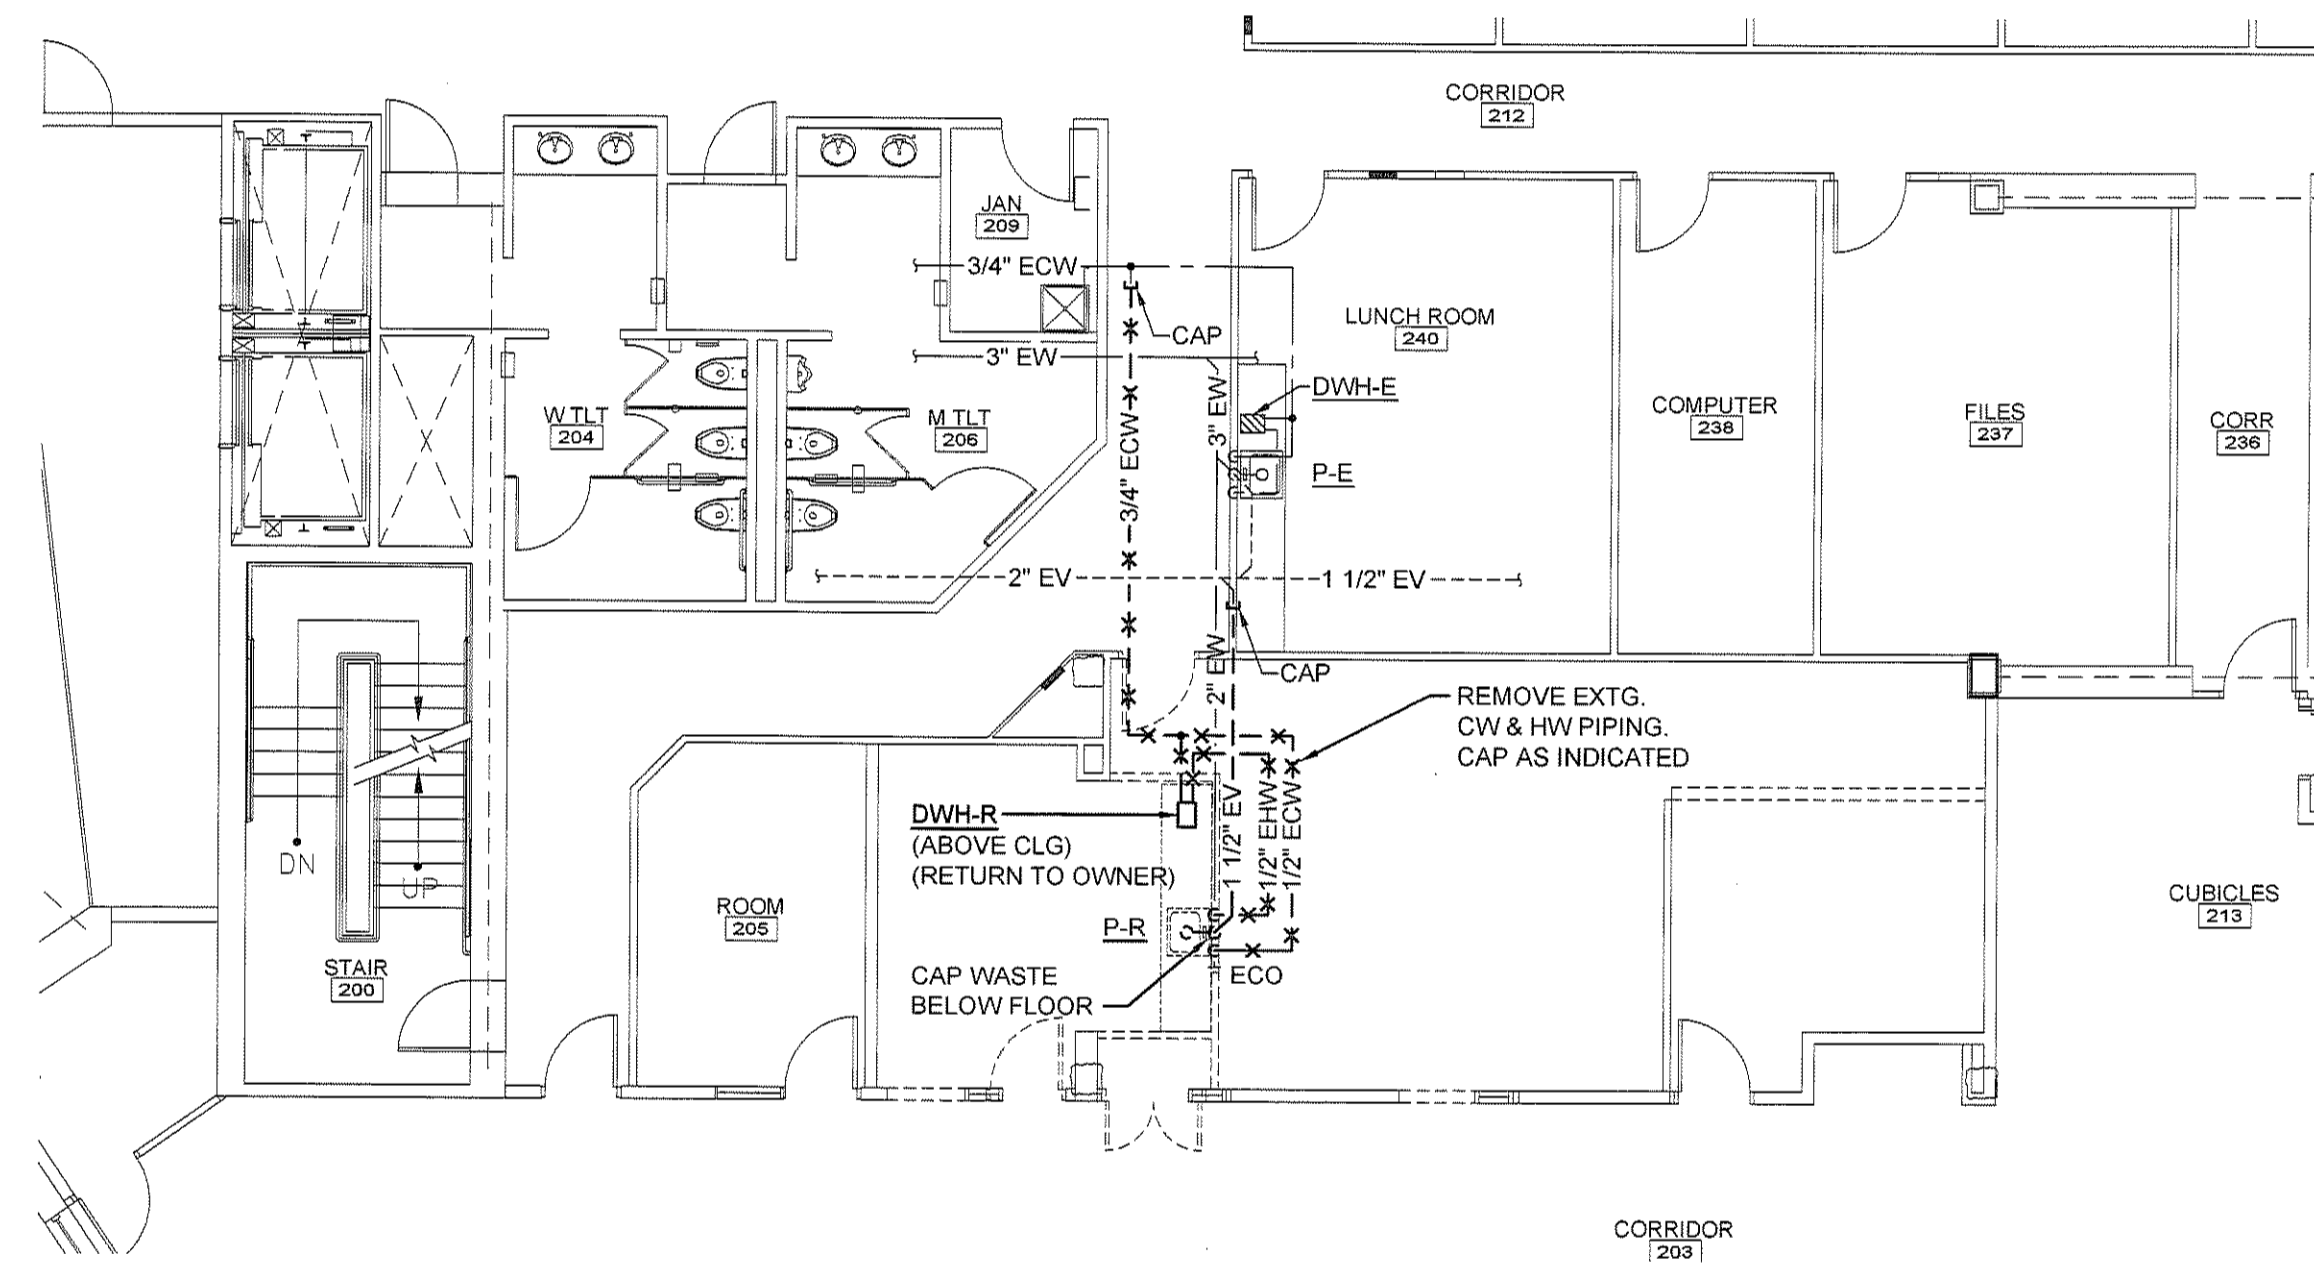 CORRIDOR
212
JAN
209
3/4" ECW
CAP
3" EW
LUNCH ROOM
240
DWH-E
3" EW
P-E
W TLT
204
M TLT
206
COMPUTER
238
FILES
237
CORR
236
3/4" ECW
2" EV
1 1/2" EV
2" EW
CAP
REMOVE EXTG.
CW & HW PIPING.
CAP AS INDICATED
DWH-R
(ABOVE CLG)
(RETURN TO OWNER)
1 1/2" EV
1/2" EHW
1/2" ECW
DN
UP
ROOM
205
P-R
CUBICLES
213
STAIR
200
CAP WASTE
BELOW FLOOR
ECO
CORRIDOR
203